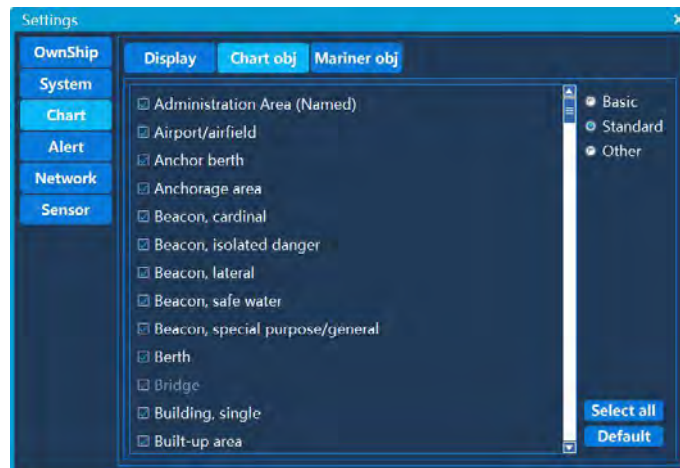 Settings
×
OwnShip
System
Chart
Alert
Network
Sensor
Display
Chart obj
Mariner obj
Administration Area (Named)
Airport/airfield
Anchor berth
Anchorage area
Beacon, cardinal
Beacon, isolated danger
Beacon, lateral
Beacon, safe water
Beacon, special purpose/general
Berth
Bridge
Building, single
Built-up area
Basic
Standard
Other
Select all
Default